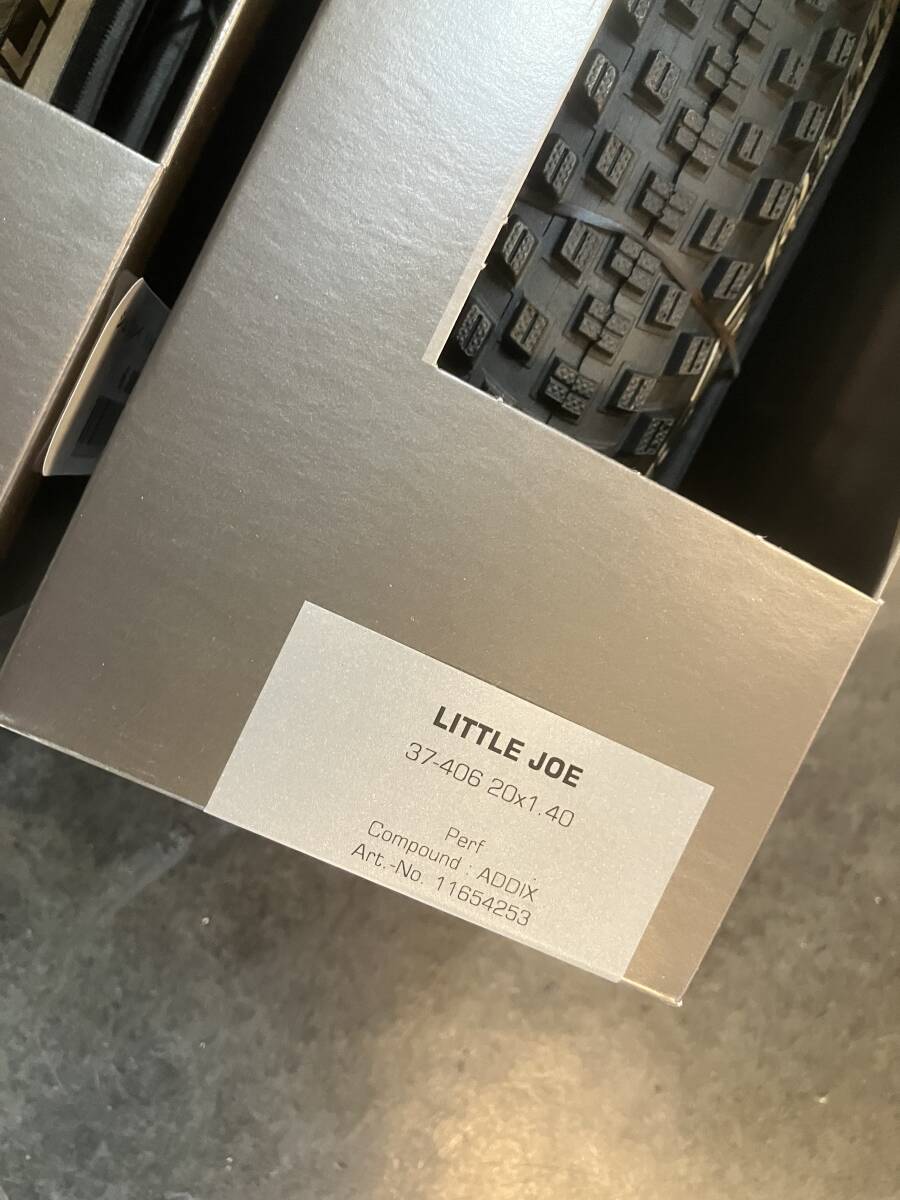 LITTLE JOE
37-406 20x1.40
Perf
Compound : ADDIX
Art.-No. 11654253